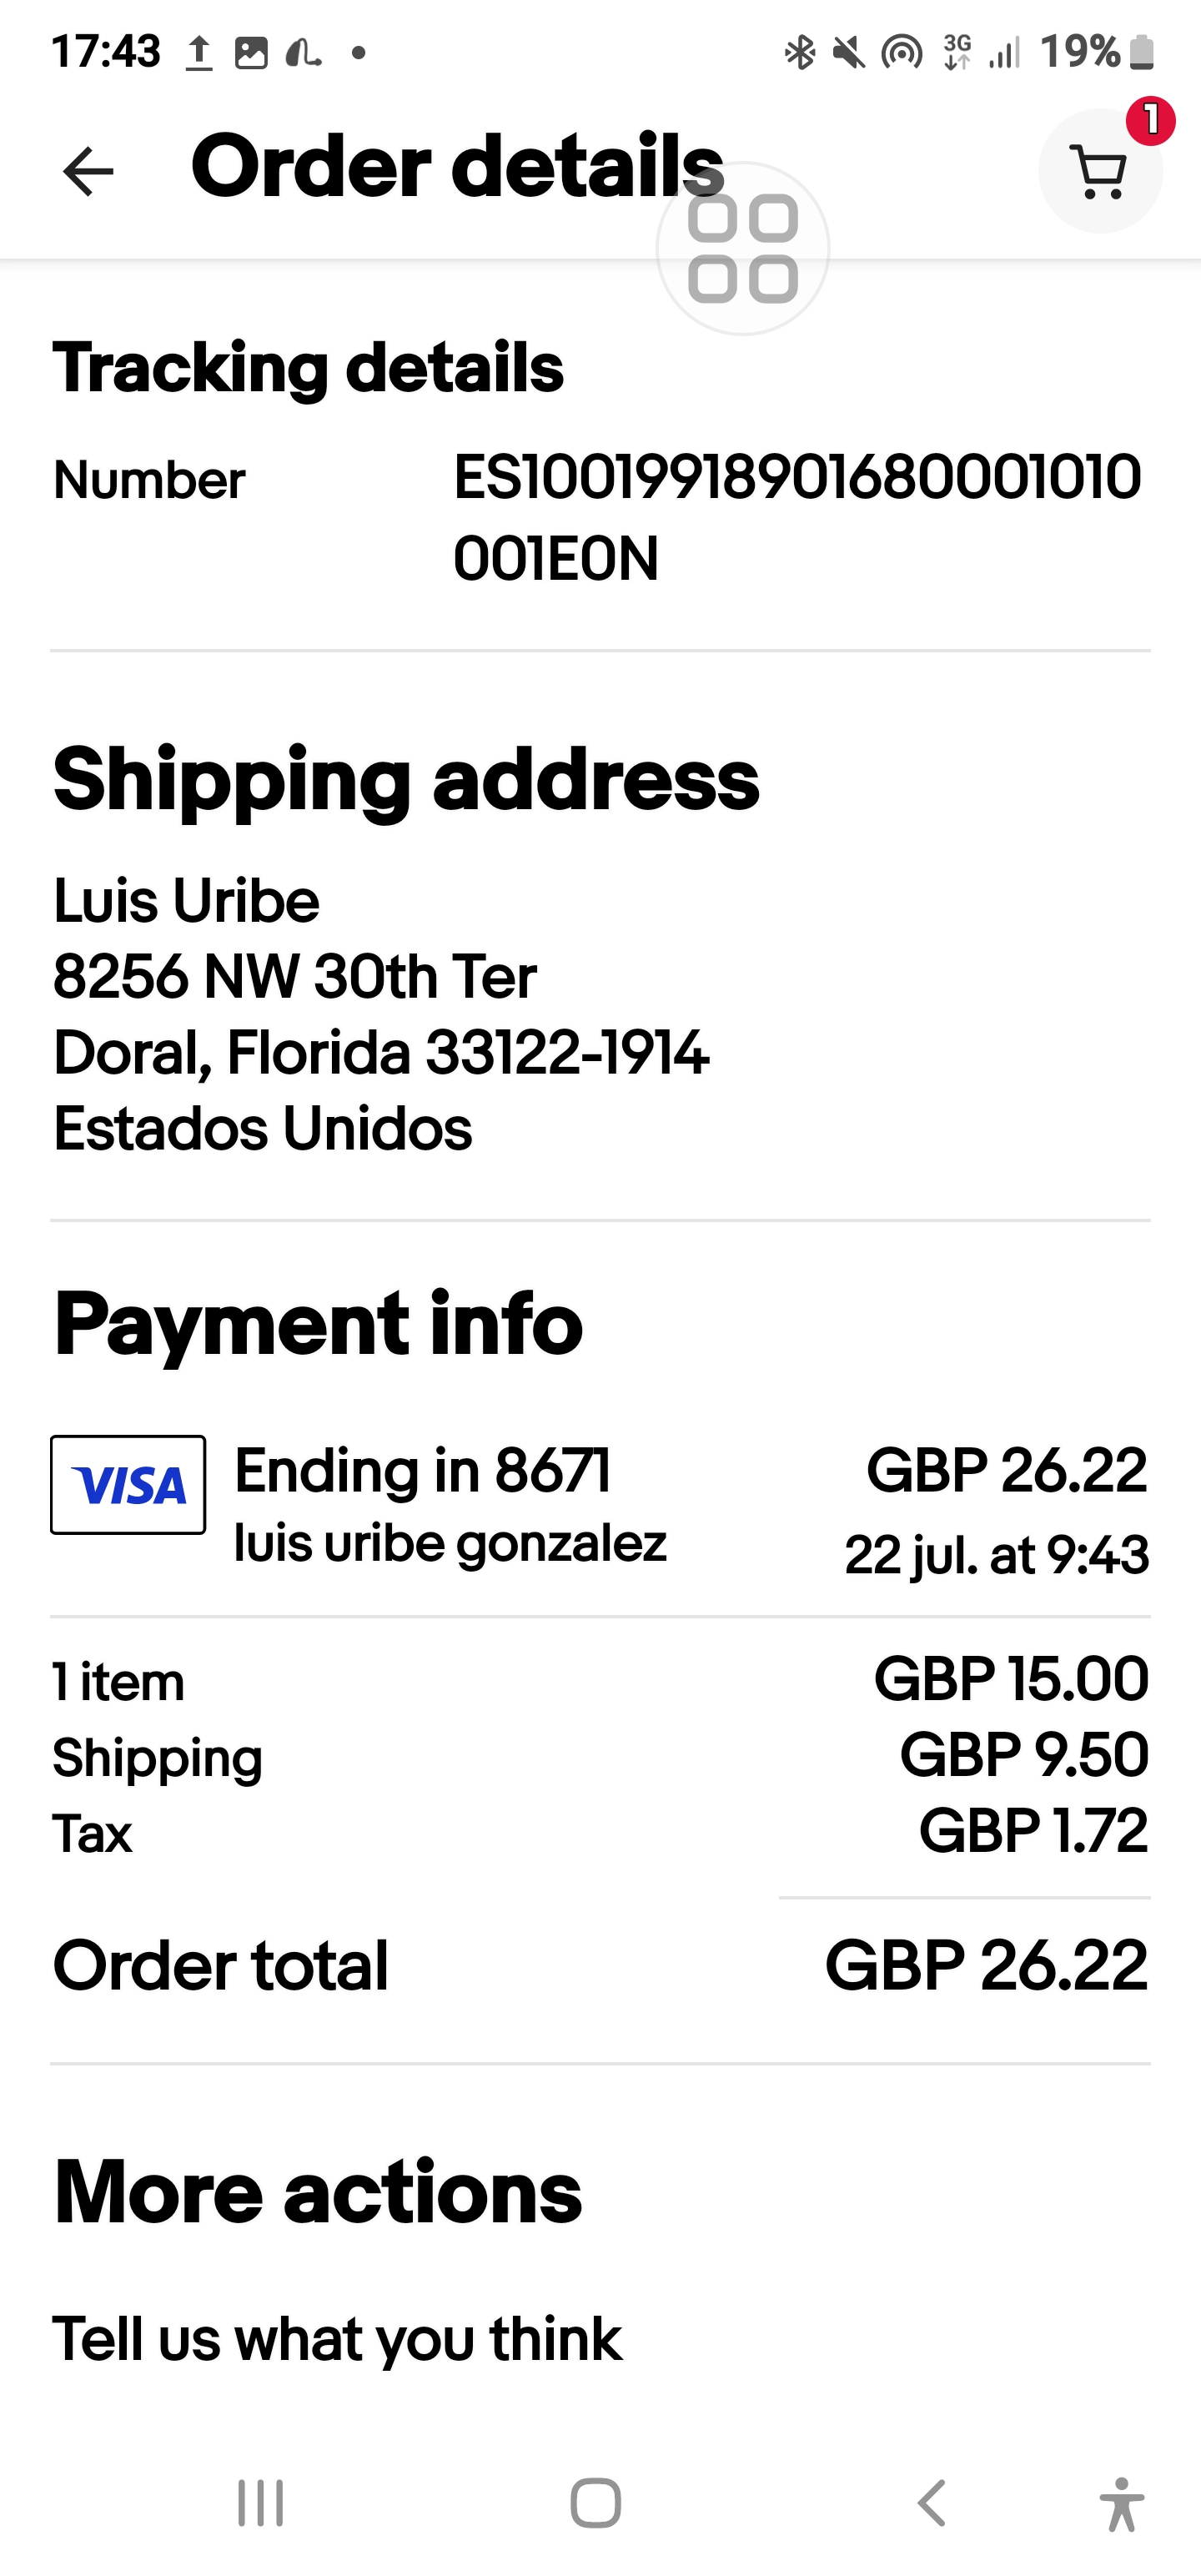 17:43
3G
19%
Order details
1
Tracking details
Number
ES10019918901680001010
001E0N
Shipping address
Luis Uribe
8256 NW 30th Ter
Doral, Florida 33122-1914
Estados Unidos
Payment info
VISA
Ending in 8671
GBP 26.22
luis uribe gonzalez
22 jul. at 9:43
1 item
GBP 15.00
Shipping
GBP 9.50
Tax
GBP 1.72
Order total
GBP 26.22
More actions
Tell us what you think